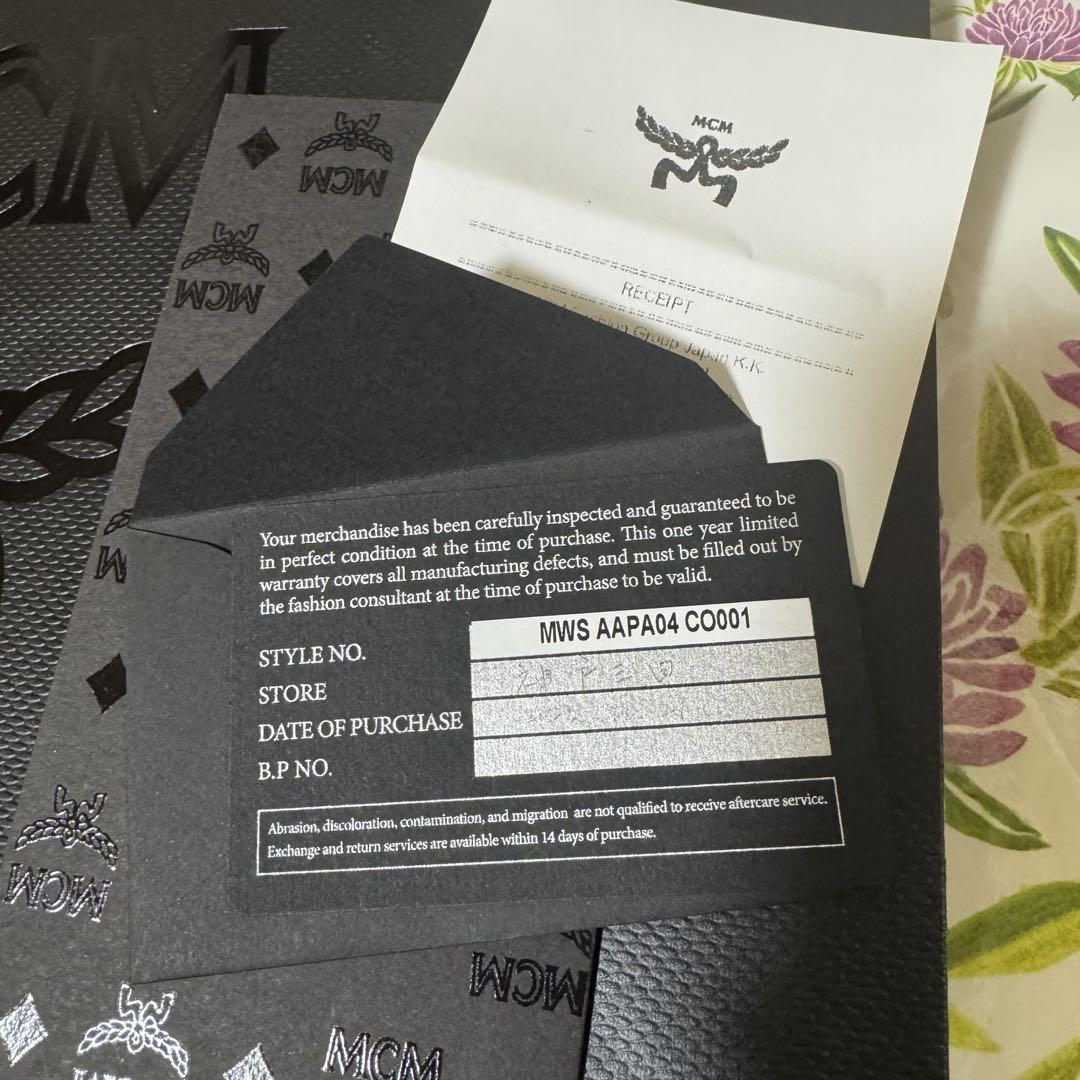 MCM
MCM
MCM
MCM
RECEIPT
Group Japan K.K.
Your merchandise has been carefully inspected and guaranteed to be
in perfect condition at the time of purchase. This one year limited
warranty covers all manufacturing defects, and must be filled out by
the fashion consultant at the time of purchase to be valid.
STYLE NO. MWS AAPA04 CO001
STORE 神戸三田
DATE OF PURCHASE
B.P NO.
Abrasion, discoloration, contamination, and migration are not qualified to receive aftercare service.
Exchange and return services are available within 14 days of purchase.
MCM
MCM
MCM